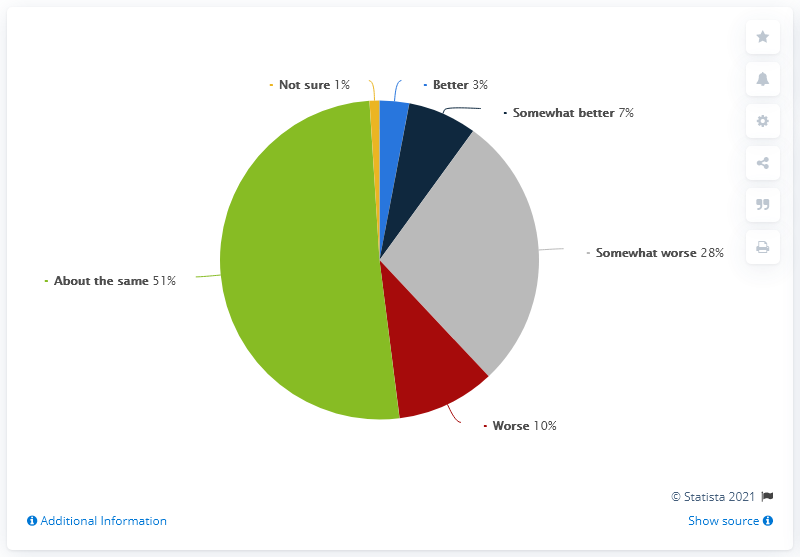 Not sure 1%
Better 3%
Somewhat better 7%
Somewhat worse 28%
About the same 51%
Worse 10%
© Statista 2021
Additional Information
Show source